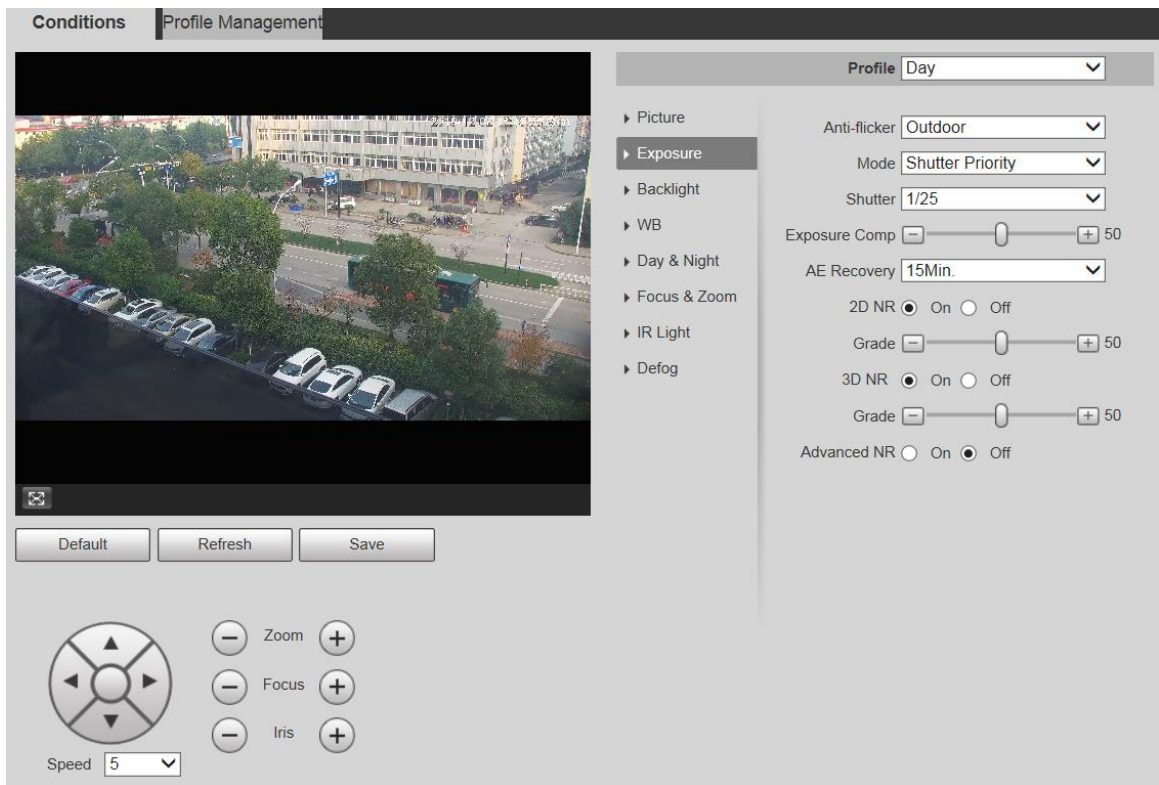 Conditions Profile Management
Profile Day
Picture
Exposure
Backlight
WB
Day & Night
Focus & Zoom
IR Light
Defog
Anti-flicker Outdoor
Mode Shutter Priority
Shutter 1/25
Exposure Comp 50
AE Recovery 15Min.
2D NR On Off
Grade 50
3D NR On Off
Grade 50
Advanced NR On Off
Default Refresh Save
Zoom
Focus
Iris
Speed 5